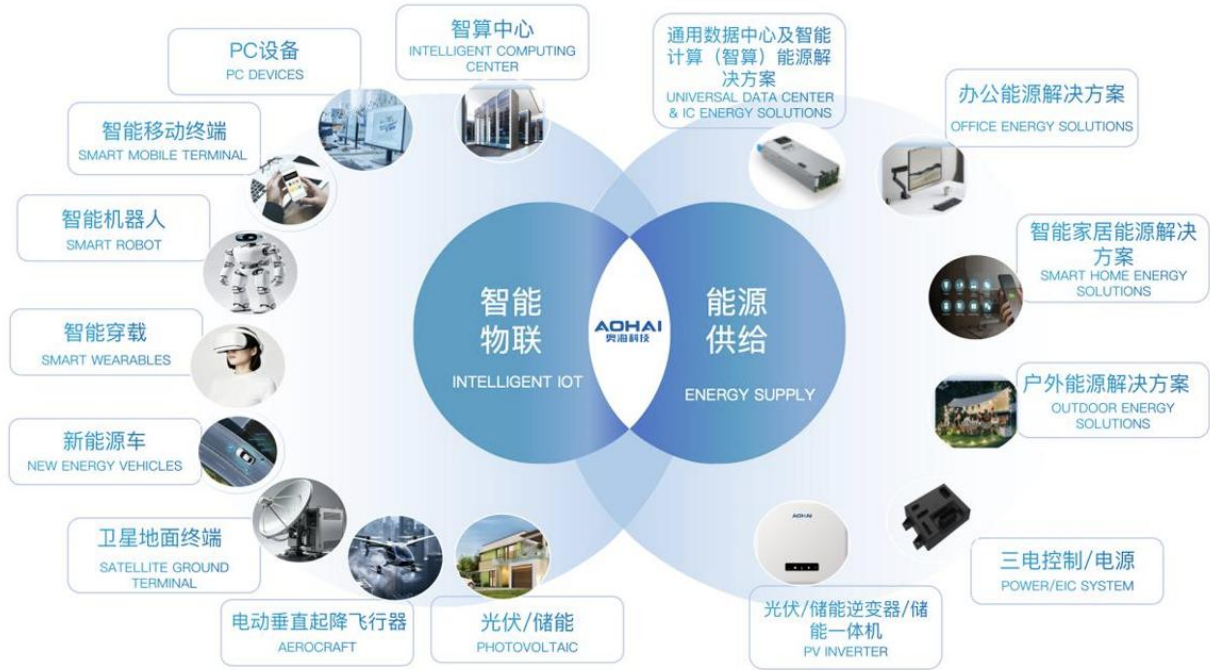 PC设备
PC DEVICES
智算中心
INTELLIGENT COMPUTING
CENTER
通用数据中心及智能
计算（智算）能源解
决方案
UNIVERSAL DATA CENTER
& IC ENERGY SOLUTIONS
办公能源解决方案
OFFICE ENERGY SOLUTIONS
智能移动终端
SMART MOBILE TERMINAL
智能机器人
SMART ROBOT
智能家居能源解决
方案
SMART HOME ENERGY
SOLUTIONS
智能
物联
INTELLIGENT IOT
AOHAI
奥海科技
能源
供给
ENERGY SUPPLY
智能穿载
SMART WEARABLES
户外能源解决方案
OUTDOOR ENERGY
SOLUTIONS
新能源车
NEW ENERGY VEHICLES
卫星地面终端
SATELLITE GROUND
TERMINAL
AOHAI
三电控制/电源
POWER/EIC SYSTEM
电动垂直起降飞行器
AEROCRAFT
光伏/储能
PHOTOVOLTAIC
光伏/储能逆变器/储
能一体机
PV INVERTER